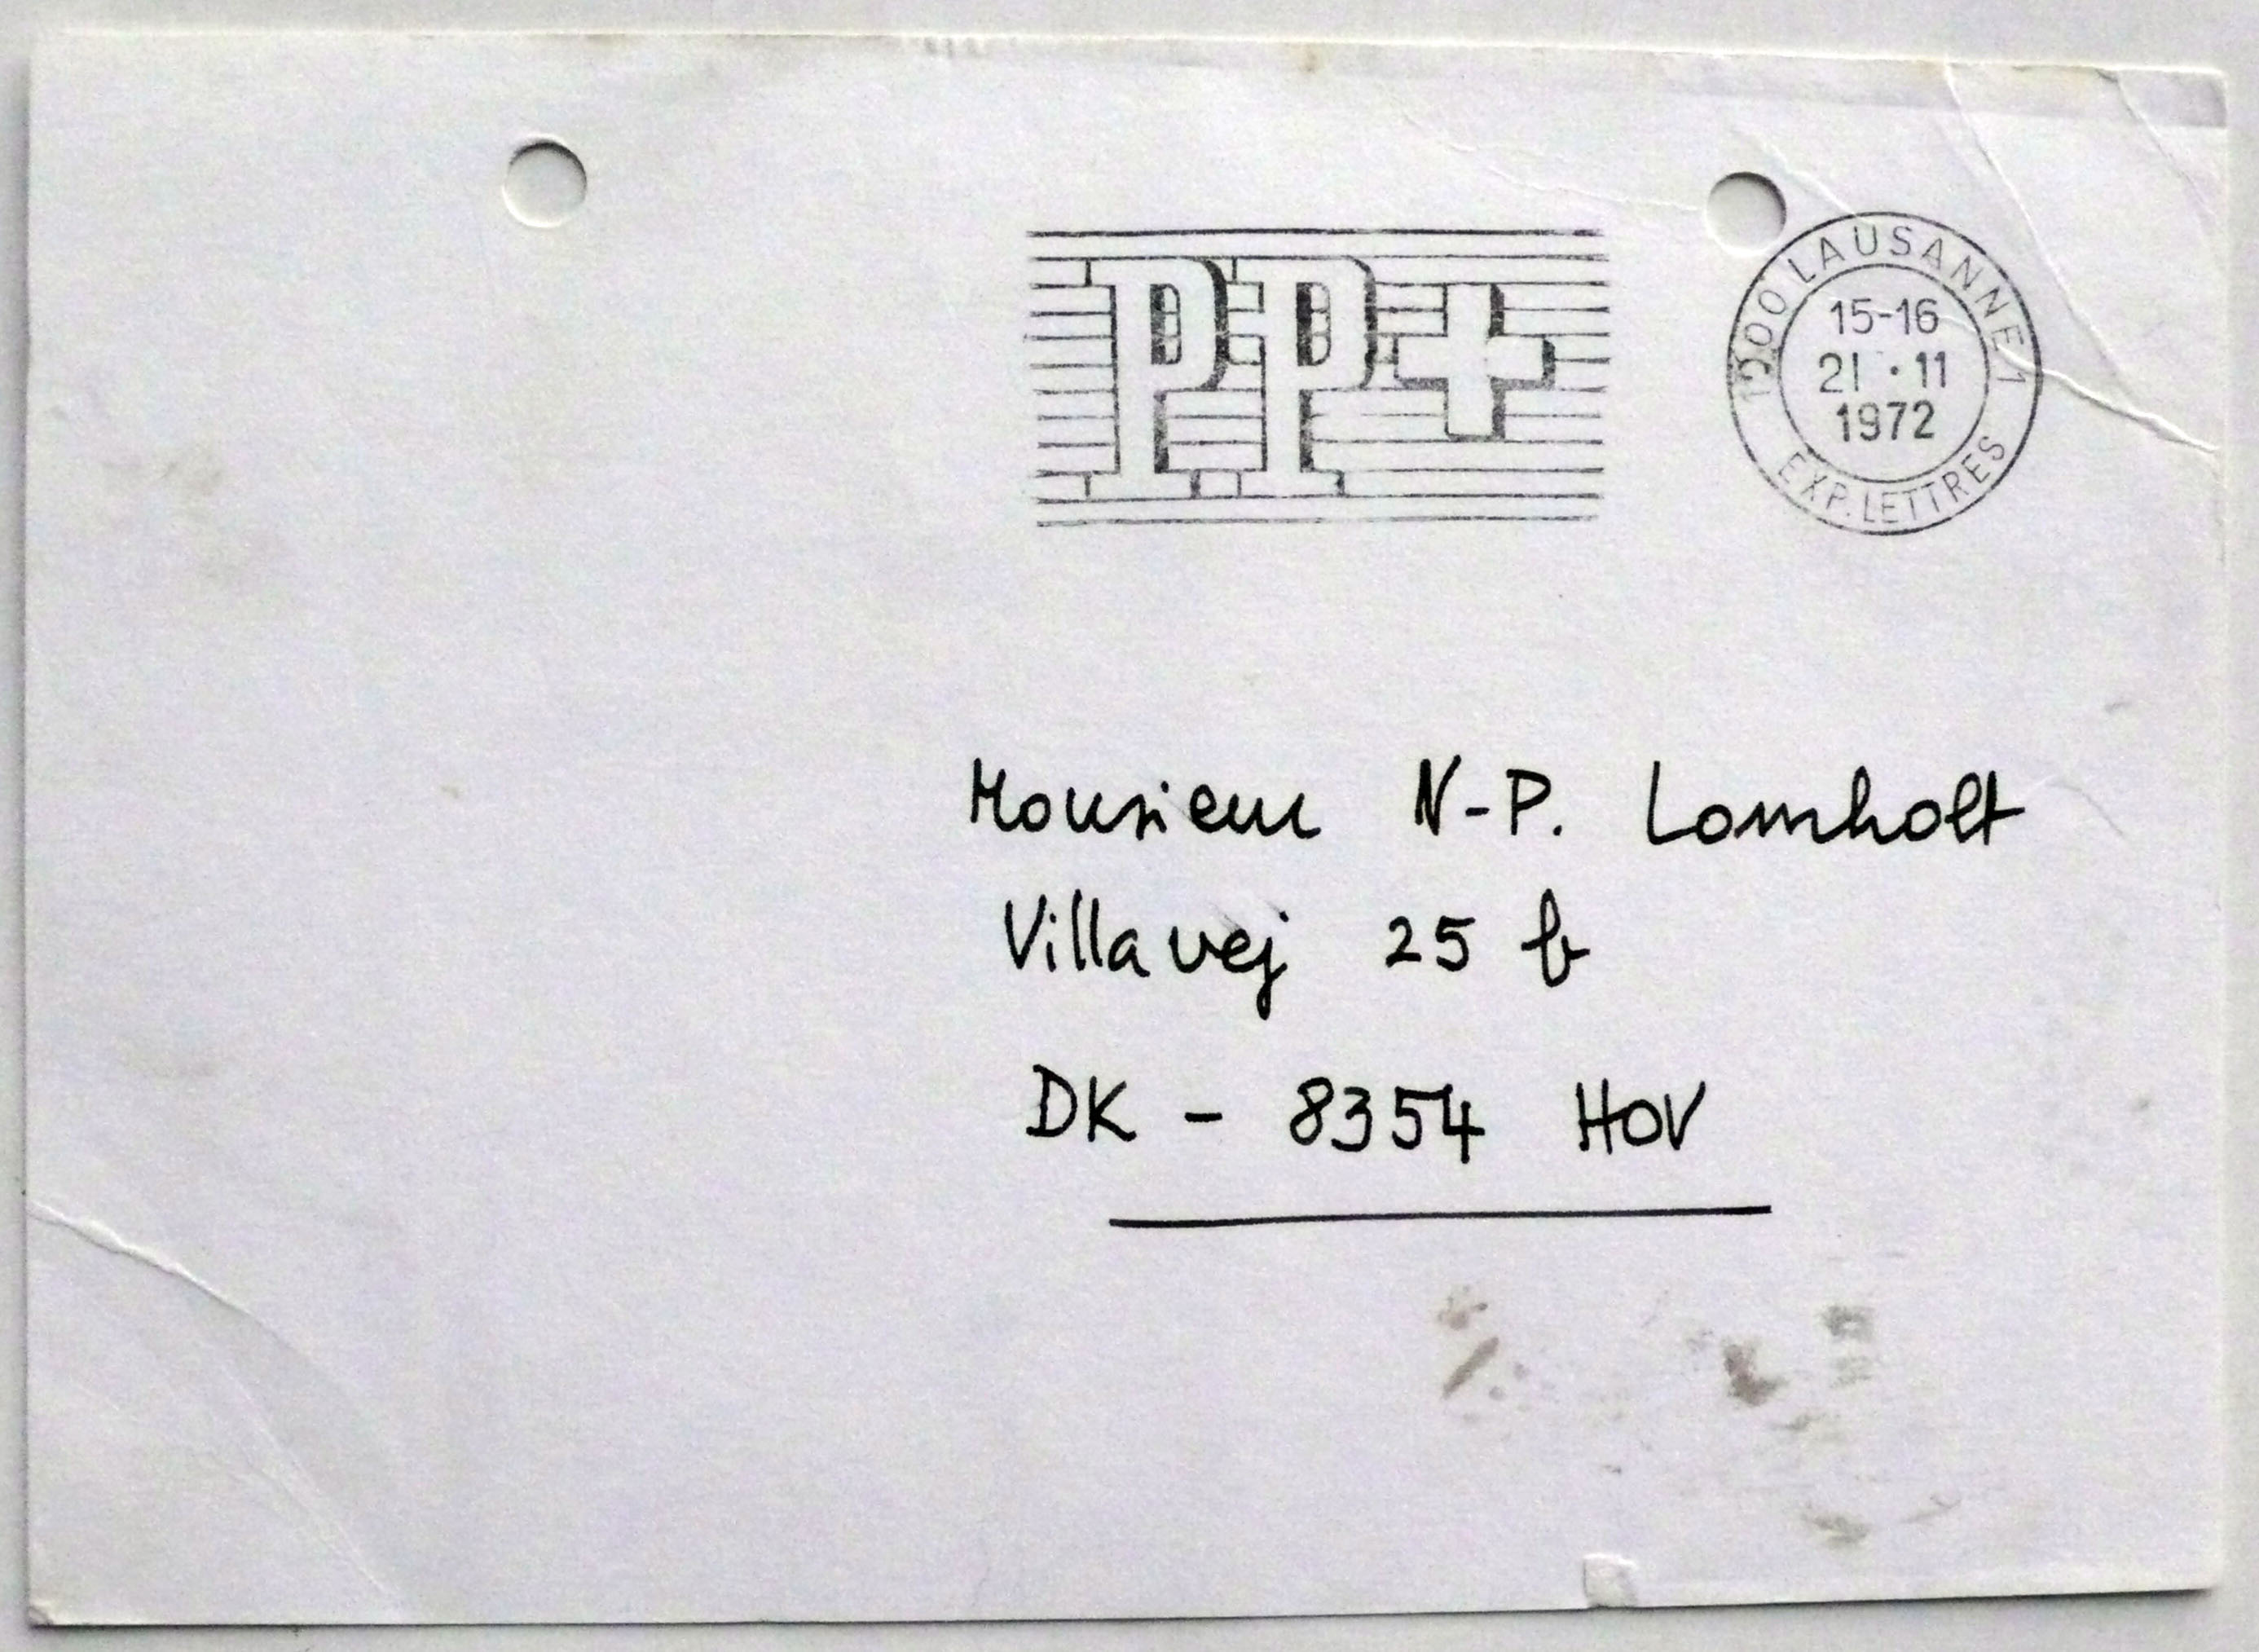 PP+
1000 LAUSANNE 1
15-16
21 · 11
1972
EXP. LETTRES
Monsieur N-P. Lomholt
Villavej 25 b
DK - 8354 HOV